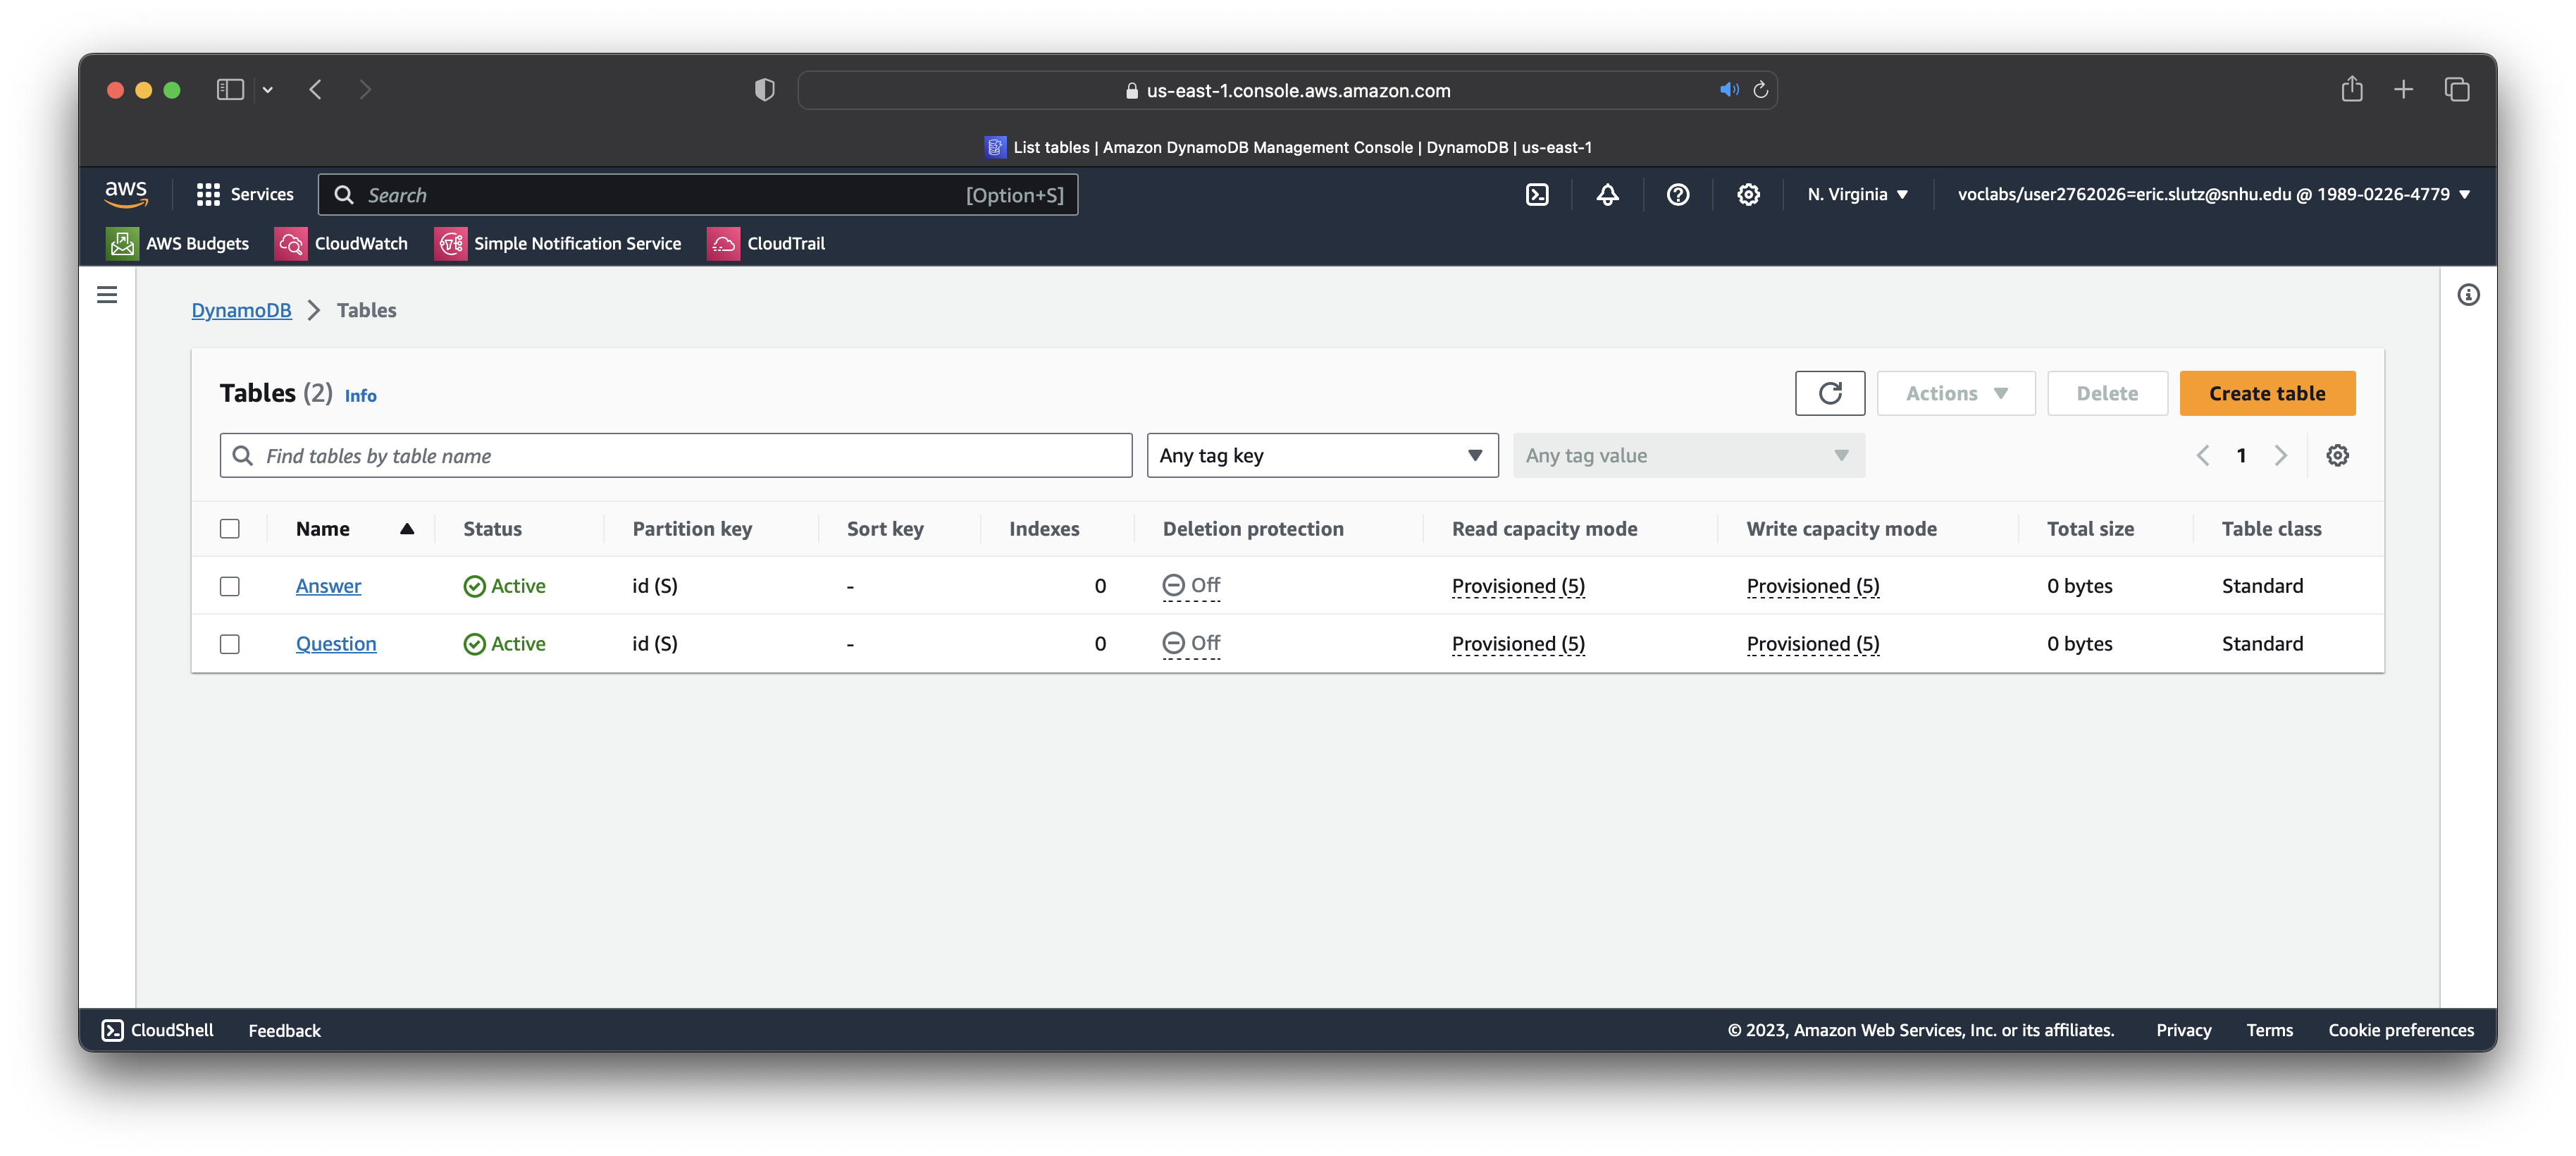 us-east-1.console.aws.amazon.com
List tables | Amazon DynamoDB Management Console | DynamoDB | us-east-1
aws Services Search [Option+S] N. Virginia voclabs/user2762026=eric.slutz@snhu.edu @ 1989-0226-4779
AWS Budgets CloudWatch Simple Notification Service CloudTrail
DynamoDB Tables
Tables (2) Info Actions Delete Create table
Find tables by table name Any tag key Any tag value 1
Name Status Partition key Sort key Indexes Deletion protection Read capacity mode Write capacity mode Total size Table class
Answer Active id (S) - 0 Off Provisioned (5) Provisioned (5) 0 bytes Standard
Question Active id (S) - 0 Off Provisioned (5) Provisioned (5) 0 bytes Standard
CloudShell Feedback © 2023, Amazon Web Services, Inc. or its affiliates. Privacy Terms Cookie preferences